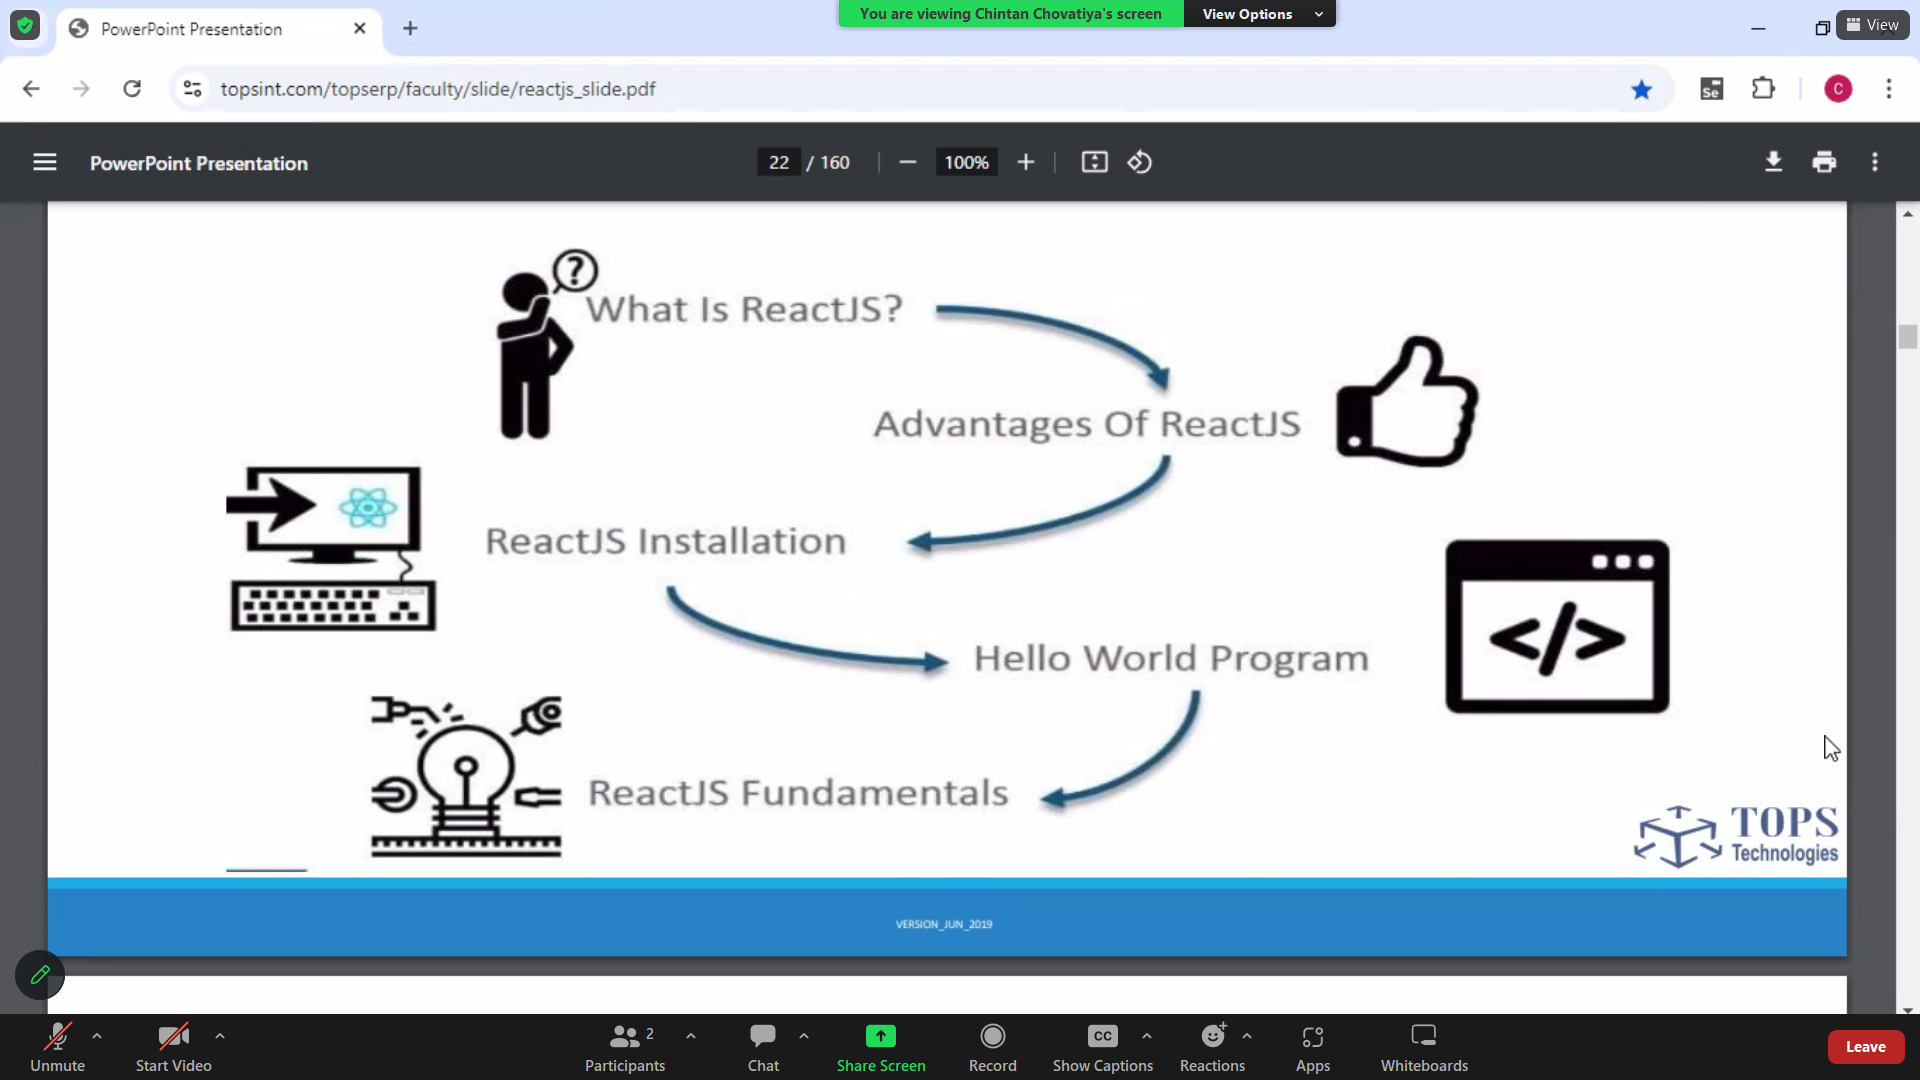 PowerPoint Presentation
You are viewing Chintan Chovatiya's screen
View Options
View
topsint.com/topserp/faculty/slide/reactjs_slide.pdf
Se
C
PowerPoint Presentation
22 / 160
100%
?
What Is ReactJS?
Advantages Of ReactJS
ReactJS Installation
</>
Hello World Program
ReactJS Fundamentals
TOPS
Technologies
VERSION_JUN_2019
2
CC
Unmute
Start Video
Participants
Chat
Share Screen
Record
Show Captions
Reactions
Apps
Whiteboards
Leave